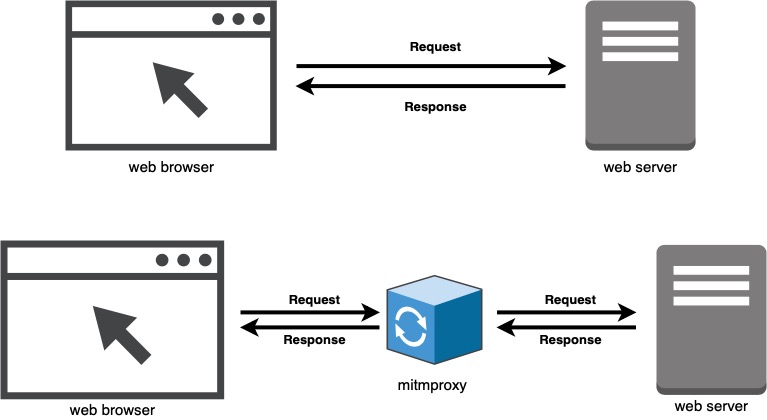 Request
Response
web browser
web server
Request
Request
Response
Response
mitmproxy
web browser
web server